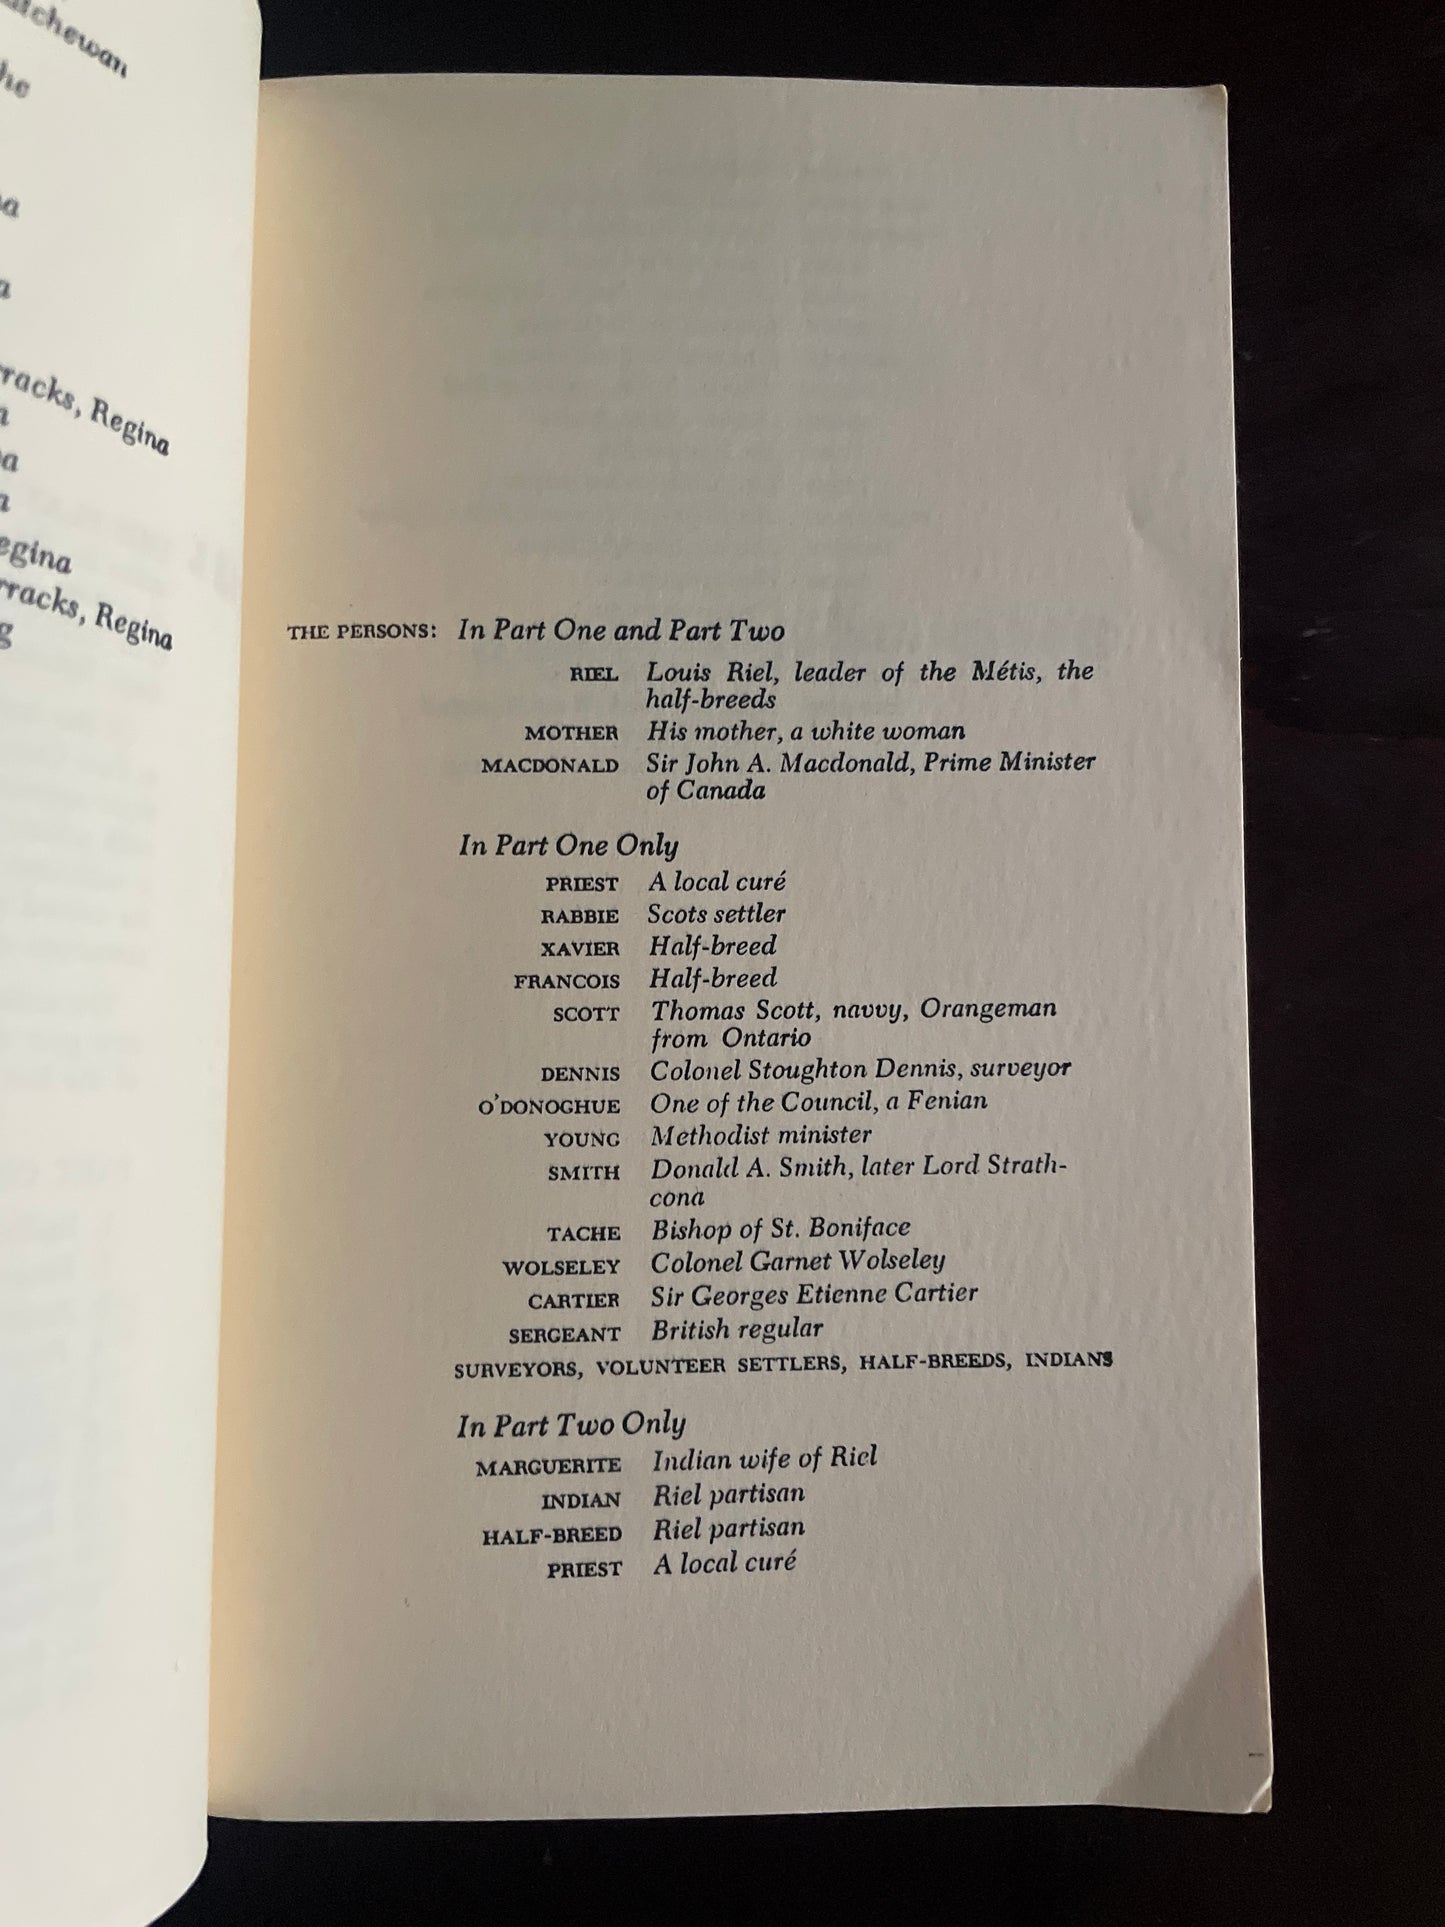 he
racks, Regina
egina
rracks, Regina
THE PERSONS: In Part One and Part Two
RIEL Louis Riel, leader of the Métis, the
half-breeds
MOTHER His mother, a white woman
MACDONALD Sir John A. Macdonald, Prime Minister
of Canada
In Part One Only
PRIEST A local curé
RABBIE Scots settler
XAVIER Half-breed
FRANCOIS Half-breed
SCOTT Thomas Scott, navvy, Orangeman
from Ontario
DENNIS Colonel Stoughton Dennis, surveyor
O'DONOGHUE One of the Council, a Fenian
YOUNG Methodist minister
SMITH Donald A. Smith, later Lord Strath-
cona
TACHE Bishop of St. Boniface
WOLSELEY Colonel Garnet Wolseley
CARTIER Sir Georges Etienne Cartier
SERGEANT British regular
SURVEYORS, VOLUNTEER SETTLERS, HALF-BREEDS, INDIANS
In Part Two Only
MARGUERITE Indian wife of Riel
INDIAN Riel partisan
HALF-BREED Riel partisan
PRIEST A local curé